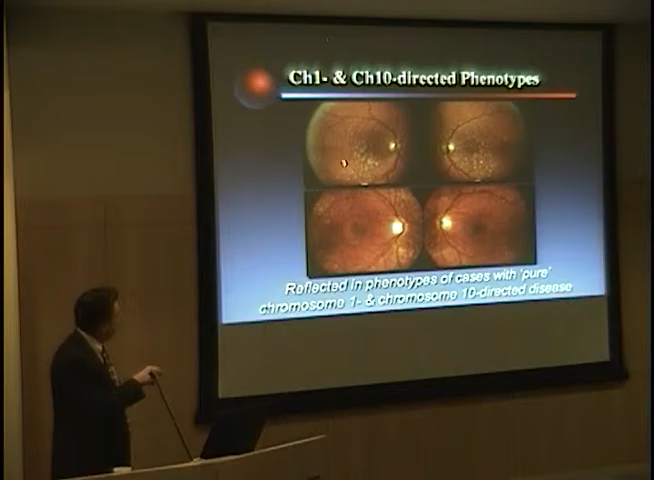 Ch1- & Ch10-directed Phenotypes
Reflected in phenotypes of cases with 'pure'
chromosome 1- & chromosome 10-directed disease